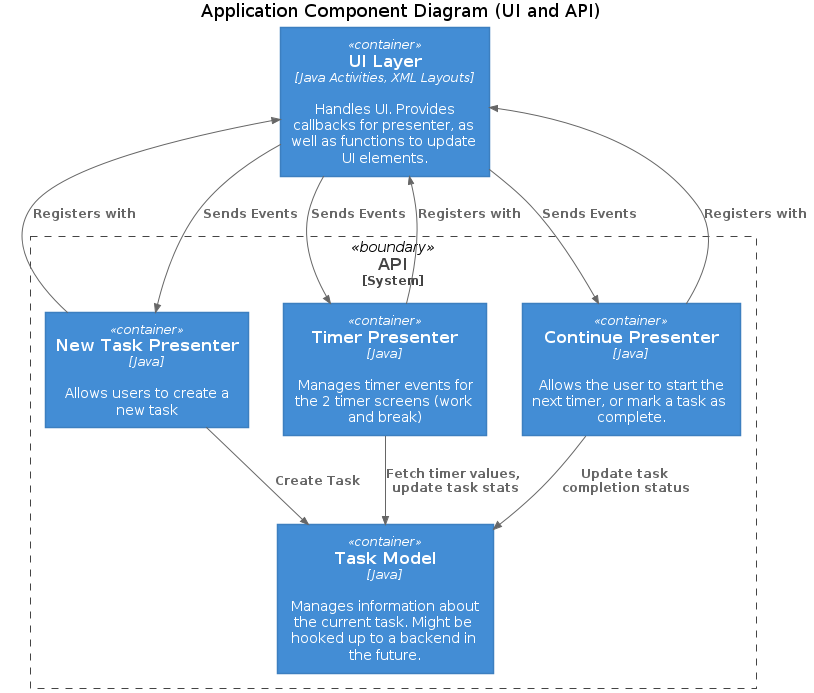 Application Component Diagram (UI and API)
«container»
UI Layer
[Java Activities, XML Layouts]
Handles UI. Provides
callbacks for presenter, as
well as functions to update
UI elements.
Registers with
Sends Events
Sends Events
Registers with
Sends Events
Registers with
«boundary»
API
[System]
«container»
New Task Presenter
[Java]
Allows users to create a
new task
«container»
Timer Presenter
[Java]
Manages timer events for
the 2 timer screens (work
and break)
«container»
Continue Presenter
[Java]
Allows the user to start the
next timer, or mark a task as
complete.
Create Task
Fetch timer values,
update task stats
Update task
completion status
«container»
Task Model
[Java]
Manages information about
the current task. Might be
hooked up to a backend in
the future.